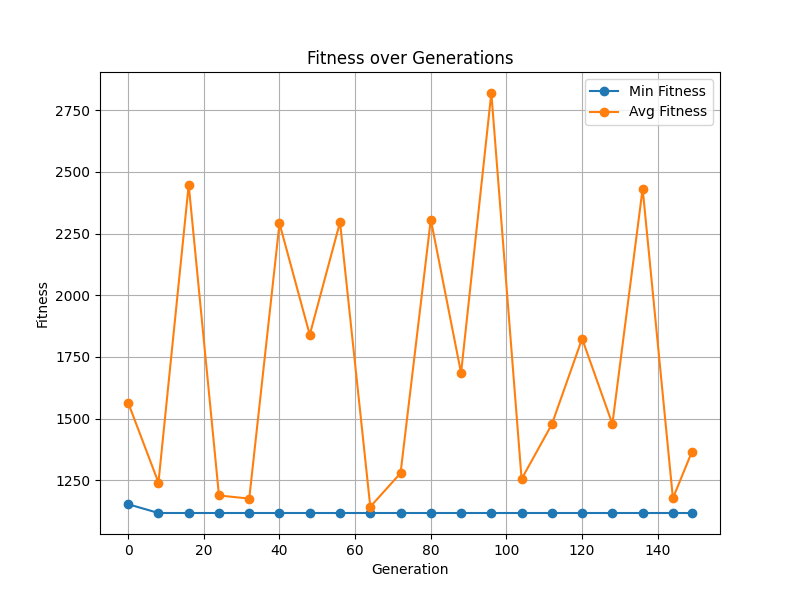 Fitness over Generations
Min Fitness
Avg Fitness
2750
2500
2250
2000
1750
1500
1250
Fitness
0 20 40 60 80 100 120 140
Generation